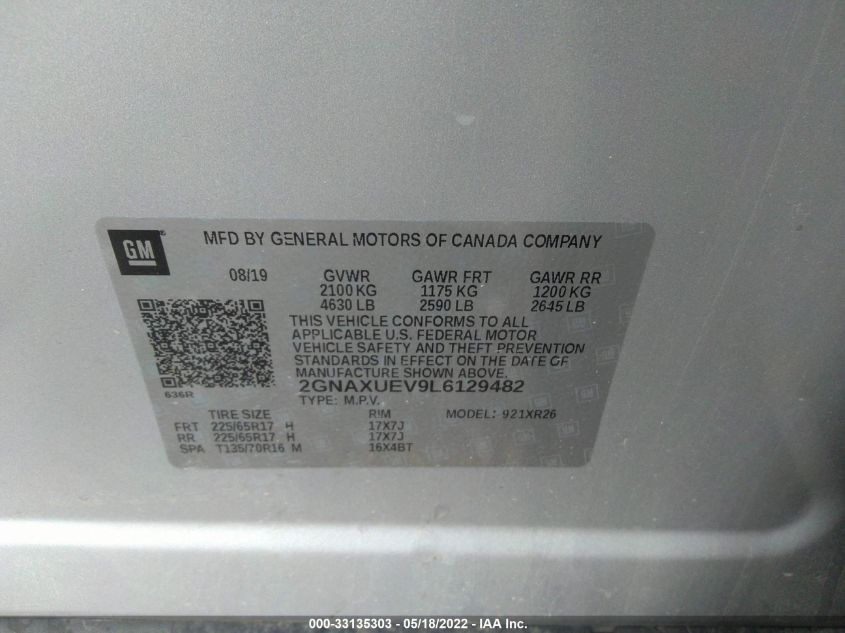 GM MFD BY GENERAL MOTORS OF CANADA COMPANY
08/19 GVWR GAWR FRT GAWR RR
2100 KG 1175 KG 1200 KG
4630 LB 2590 LB 2645 LB
THIS VEHICLE CONFORMS TO ALL
APPLICABLE U.S. FEDERAL MOTOR
VEHICLE SAFETY AND THEFT PREVENTION
STANDARDS IN EFFECT ON THE DATE OF
MANUFACTURE SHOWN ABOVE.
2GNAXUEV9L6129482
636R
TYPE: M.P.V.
TIRE SIZE RIM MODEL: 921XR26
FRT 225/65R17 H 17X7J
RR 225/65R17 H 17X7J
SPA T135/70R16 M 16X4BT
000-33135303 - 05/18/2022 - IAA Inc.